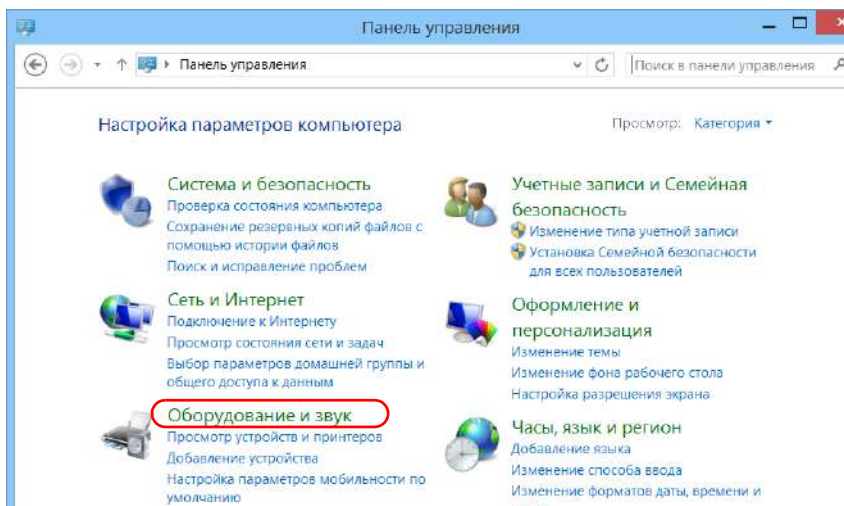 Панель управления
Панель управления
Поиск в панели управления
Настройка параметров компьютера
Просмотр: Категория
Система и безопасность
Проверка состояния компьютера
Сохранение резервных копий файлов с
помощью истории файлов
Поиск и исправление проблем
Сеть и Интернет
Подключение к Интернету
Просмотр состояния сети и задач
Выбор параметров домашней группы и
общего доступа к данным
Оборудование и звук
Просмотр устройств и принтеров
Добавление устройства
Настройка параметров мобильности по
умолчанию
Учетные записи и Семейная
безопасность
Изменение типа учетной записи
Установка Семейной безопасности
для всех пользователей
Оформление и
персонализация
Изменение темы
Изменение фона рабочего стола
Настройка разрешения экрана
Часы, язык и регион
Добавление языка
Изменение способа ввода
Изменение форматов даты, времени и